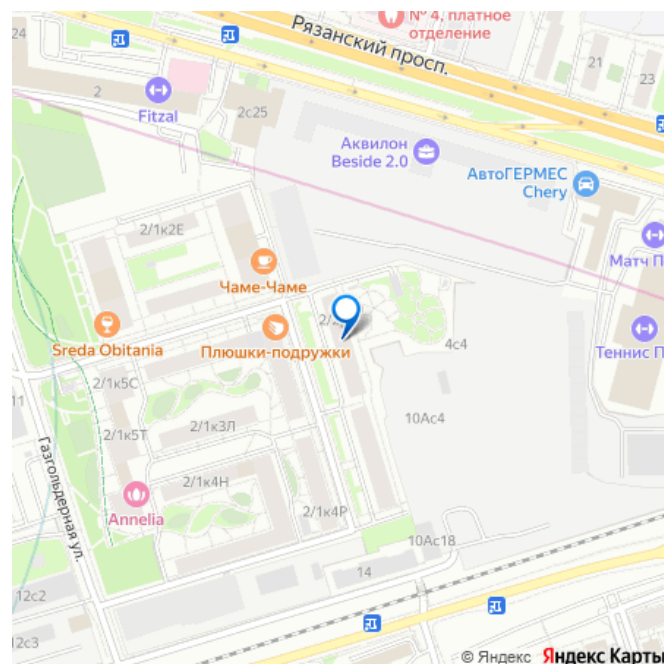 № 4, платное
отделение
Рязанский просп.
24
21
23
2
Fitzal
2с25
Аквилон
Beside 2.0
АвтоГЕРМЕС
Chery
2/1к2Е
Матч П
Чаме-Чаме
2/2
Sreda Obitania
Плюшки-подружки
4с4
Теннис П
2/1к5С
11
10Ас4
2/1к3Л
2/1к5Т
Газгольдерная ул.
2/1к4Н
Annelia
2/1к4Р
10Ас18
14
12с2
12с3
© Яндекс Яндекс Карты